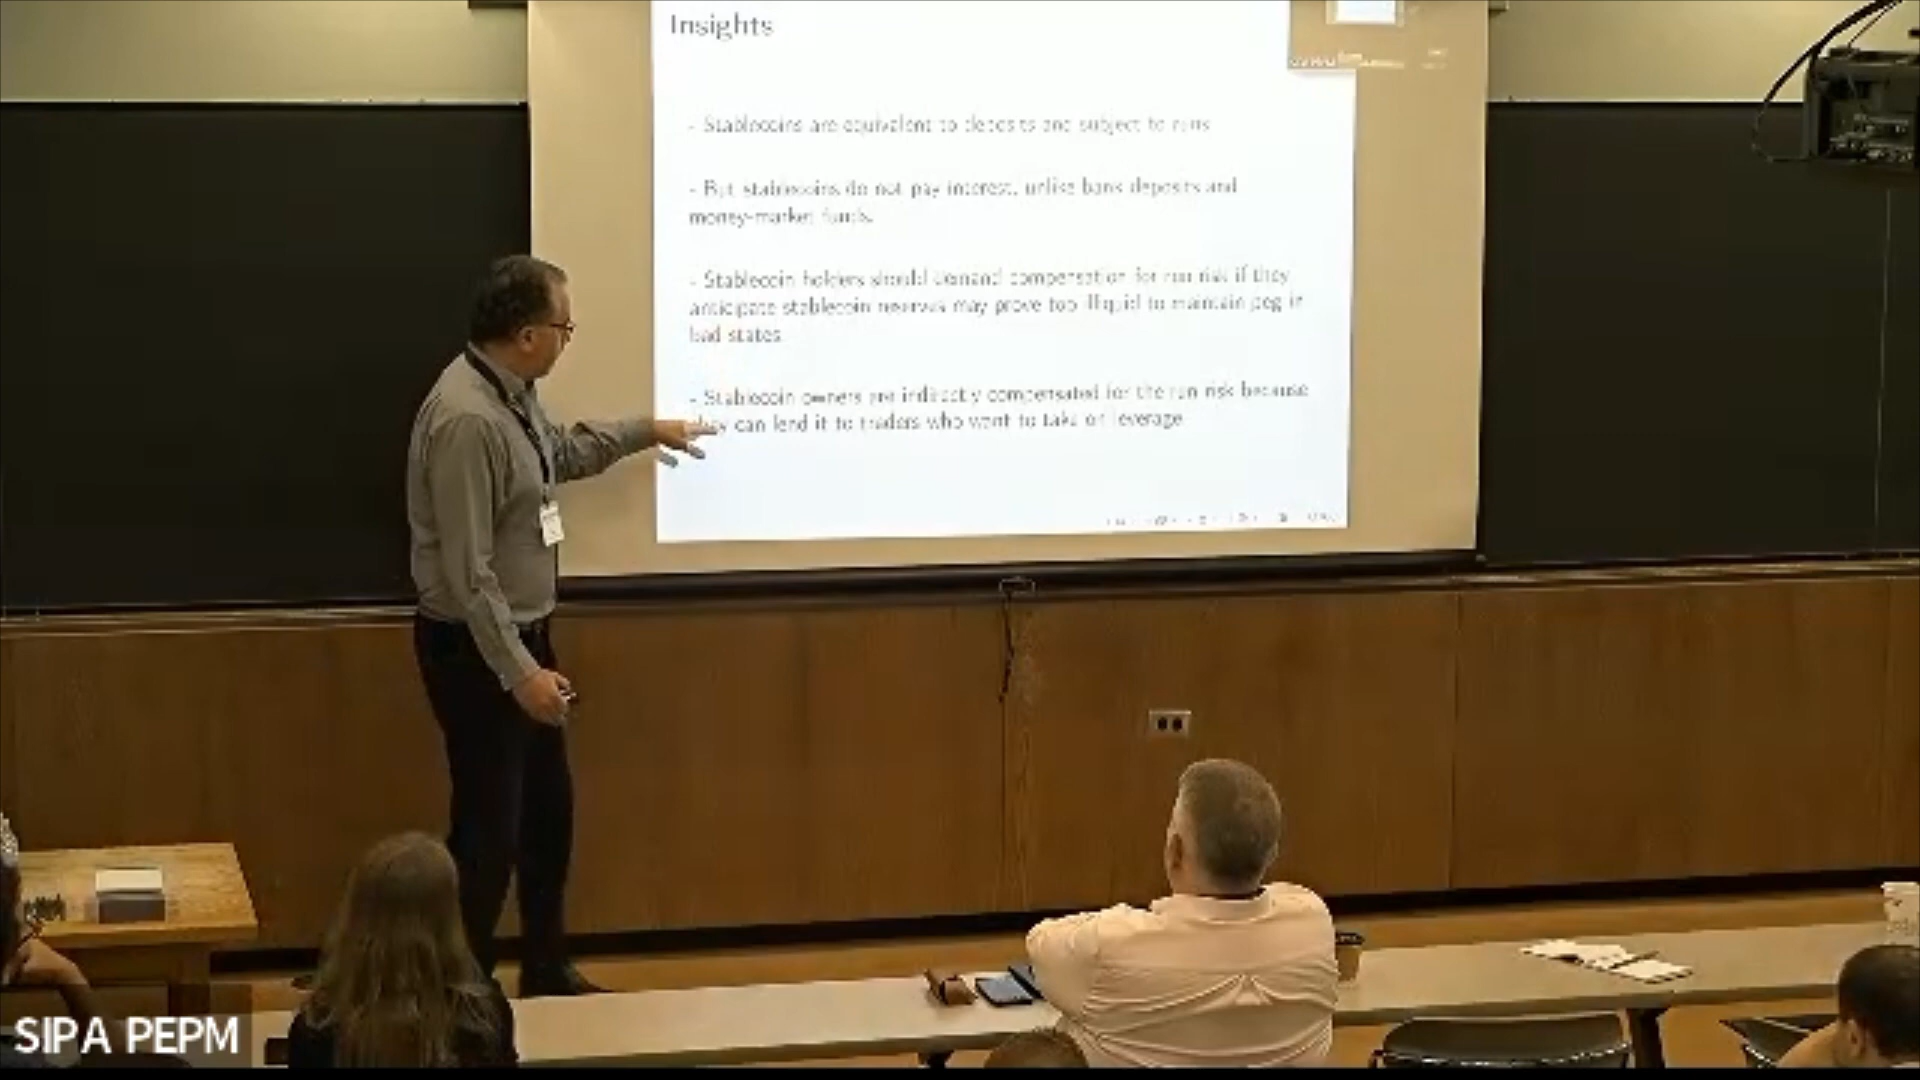 Insights
- Stablecoins are equivalent to deposits and subject to runs
- But stablecoins do not pay interest, unlike bank deposits and
money-market funds.
- Stablecoin holders should demand compensation for run risk if they
anticipate stablecoin reserves may prove too illiquid to maintain peg in
bad states
- Stablecoin owners are indirectly compensated for the run risk because
they can lend it to traders who want to take on leverage
SIPA PEPM